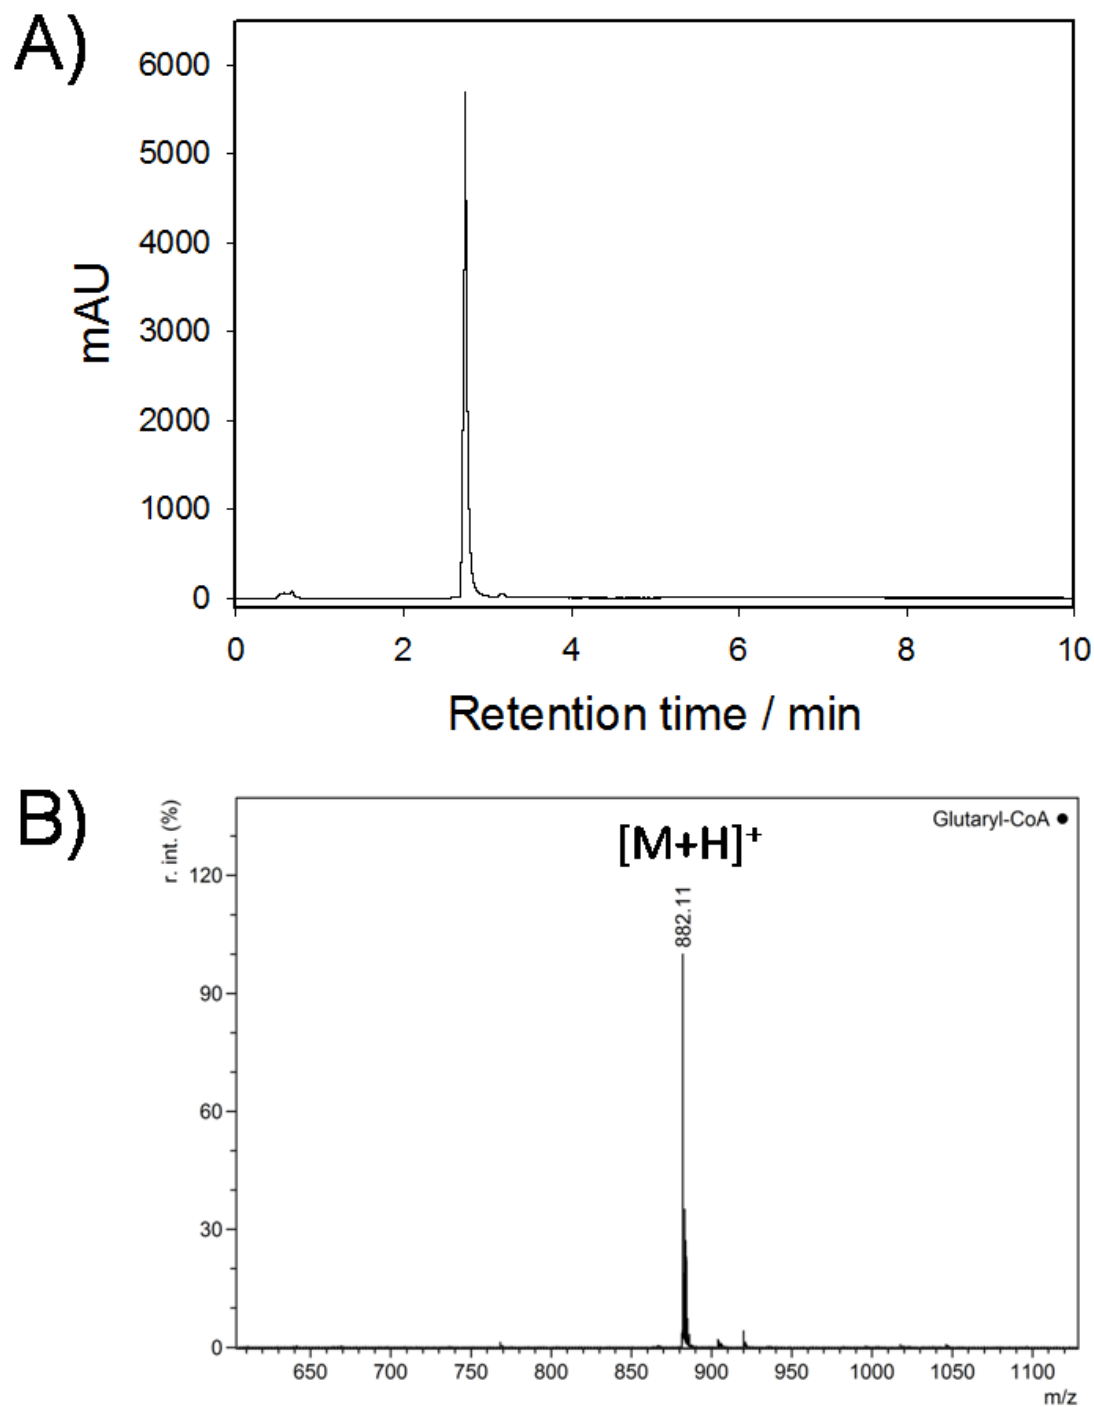 A)
6000
5000
4000
3000
2000
1000
0
mAU
0 2 4 6 8 10
Retention time / min
B)
r. int. (%)
Glutaryl-CoA ●
[M+H]⁺
882.11
120
90
60
30
0
650 700 750 800 850 900 950 1000 1050 1100
m/z